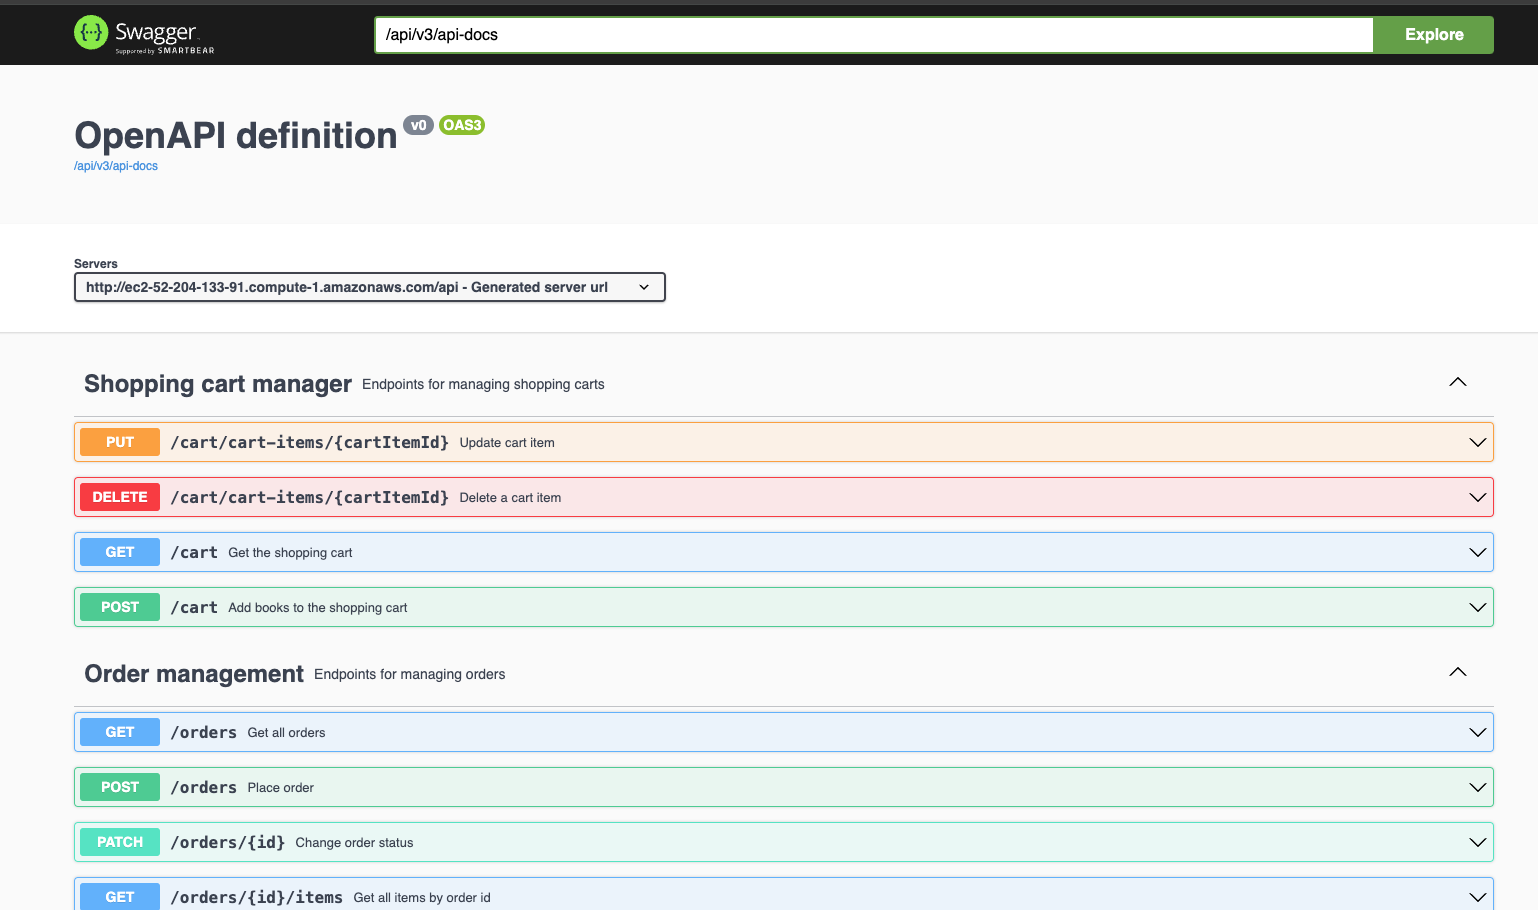 Swagger
Supported by SMARTBEAR
/api/v3/api-docs
Explore
OpenAPI definition v0 OAS3
/api/v3/api-docs
Servers
http://ec2-52-204-133-91.compute-1.amazonaws.com/api - Generated server url
Shopping cart manager Endpoints for managing shopping carts
PUT /cart/cart-items/{cartItemId} Update cart item
DELETE /cart/cart-items/{cartItemId} Delete a cart item
GET /cart Get the shopping cart
POST /cart Add books to the shopping cart
Order management Endpoints for managing orders
GET /orders Get all orders
POST /orders Place order
PATCH /orders/{id} Change order status
GET /orders/{id}/items Get all items by order id